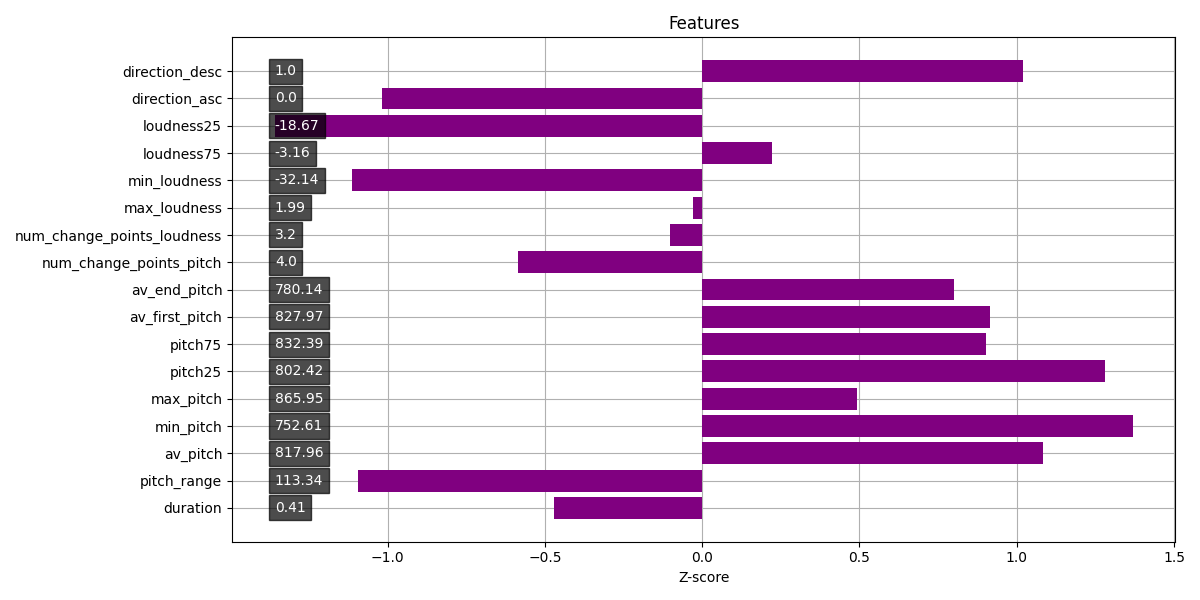 Features
direction_desc 1.0
direction_asc 0.0
loudness25 -18.67
loudness75 -3.16
min_loudness -32.14
max_loudness 1.99
num_change_points_loudness 3.2
num_change_points_pitch 4.0
av_end_pitch 780.14
av_first_pitch 827.97
pitch75 832.39
pitch25 802.42
max_pitch 865.95
min_pitch 752.61
av_pitch 817.96
pitch_range 113.34
duration 0.41
−1.0 −0.5 0.0 0.5 1.0 1.5
Z-score